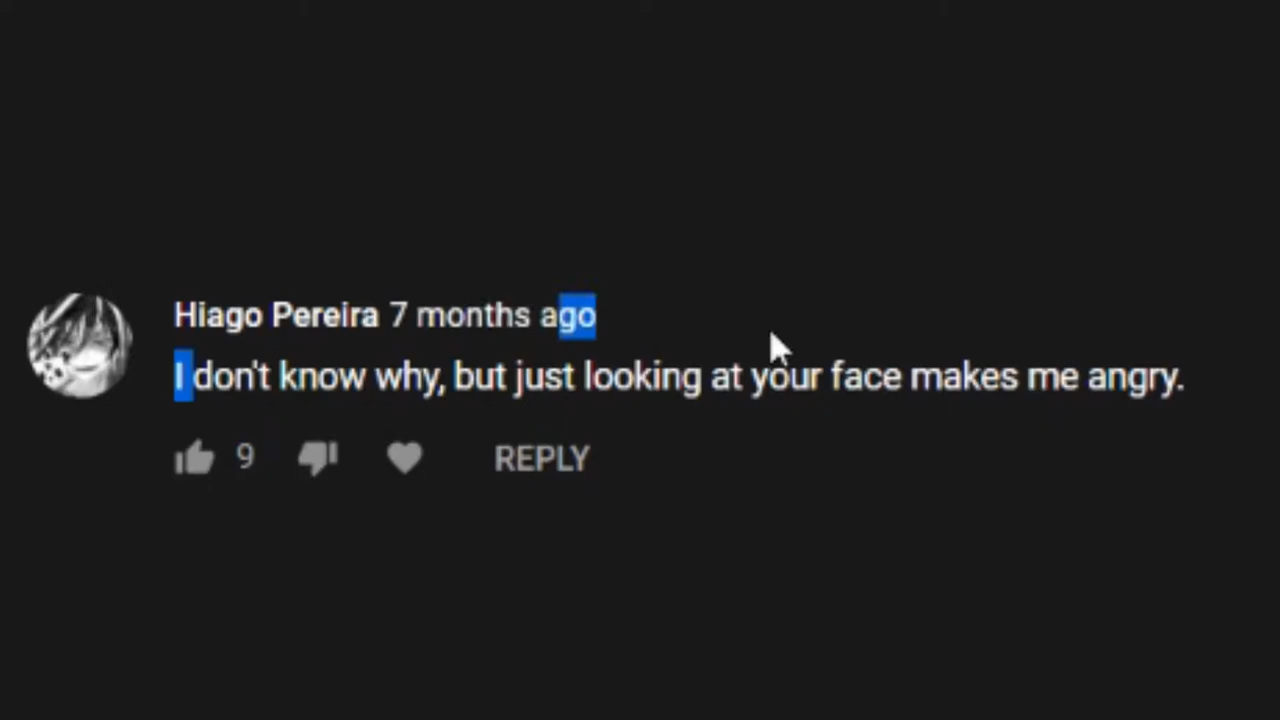 Hiago Pereira 7 months ago
I don't know why, but just looking at your face makes me angry.
9 REPLY